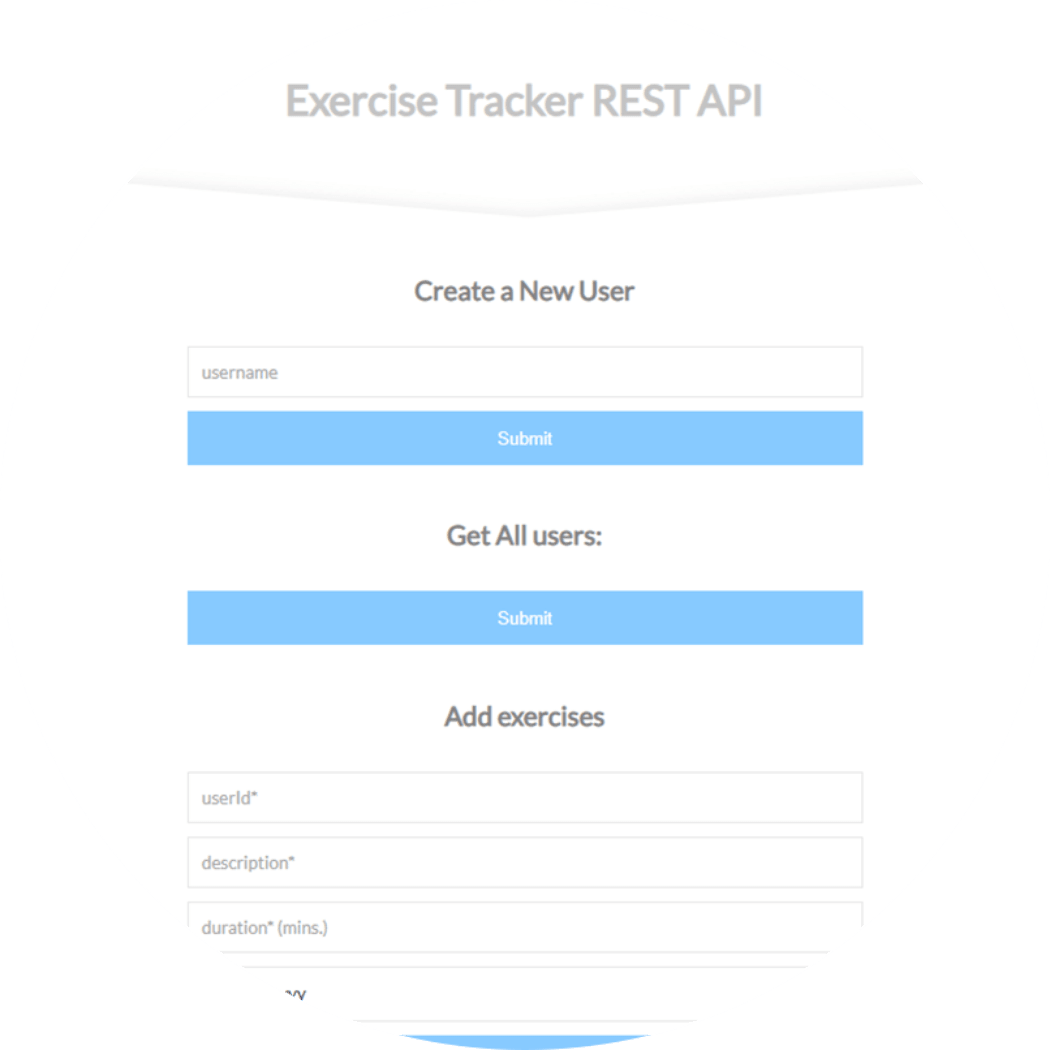 Exercise Tracker REST API
Create a New User
username
Submit
Get All users:
Submit
Add exercises
userId*
description*
duration* (mins.)